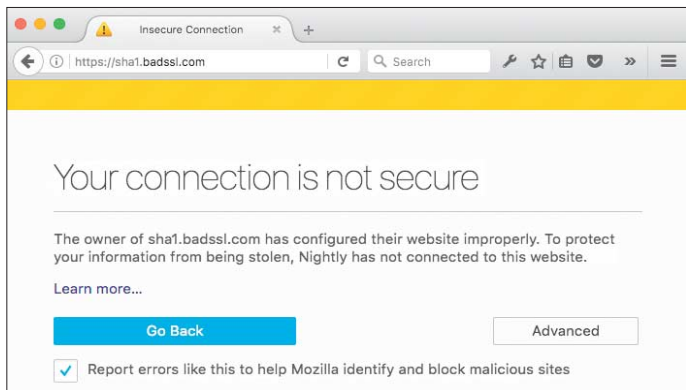 Insecure Connection
https://sha1.badssl.com
Search
Your connection is not secure
The owner of sha1.badssl.com has configured their website improperly. To protect
your information from being stolen, Nightly has not connected to this website.
Learn more...
Go Back
Advanced
Report errors like this to help Mozilla identify and block malicious sites